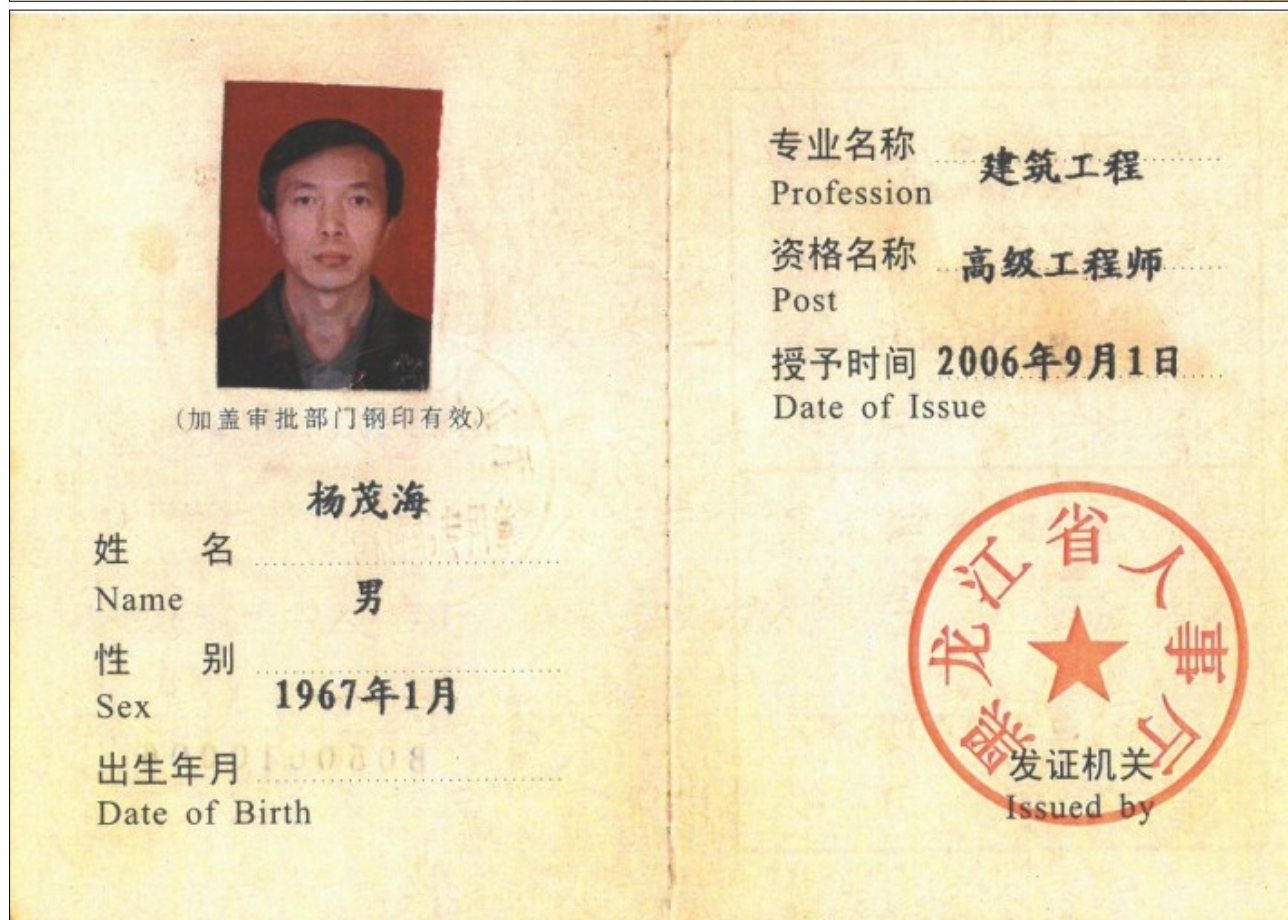 (加盖审批部门钢印有效)
杨茂海
姓 名
Name
男
性 别
Sex
1967年1月
出生年月
Date of Birth
专业名称 建筑工程
Profession
资格名称 高级工程师
Post
授予时间 2006年9月1日
Date of Issue
黑龙江省人事厅
发证机关
Issued by